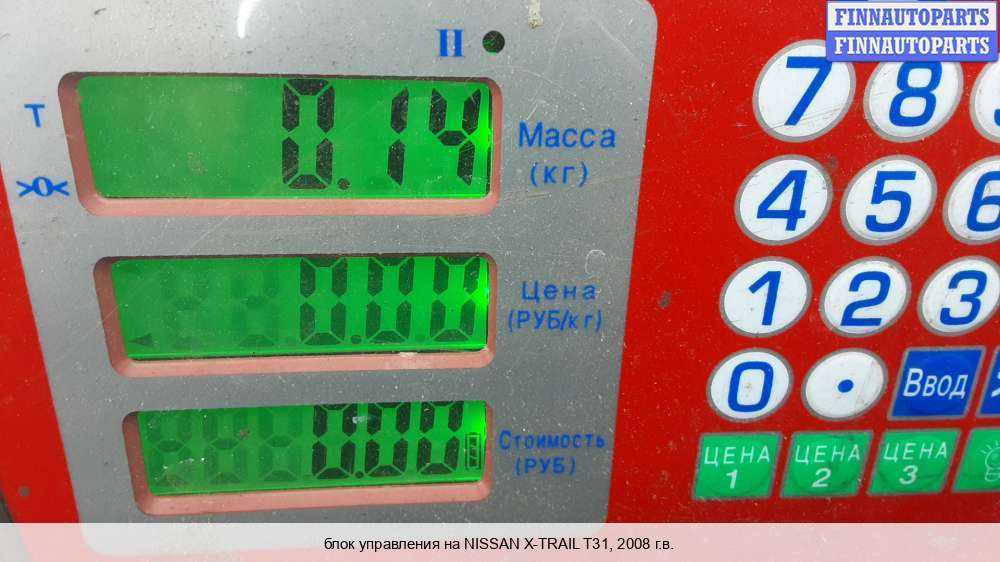 FINNAUTOPARTS
FINNAUTOPARTS
Т
>0<
0.14
Масса
(кг)
0.00
Цена
(РУБ/кг)
0.00
Стоимость
(РУБ)
7 8
4 5 6
1 2 3
0 . Ввод
ЦЕНА 1
ЦЕНА 2
ЦЕНА 3
блок управления на NISSAN X-TRAIL T31, 2008 г.в.